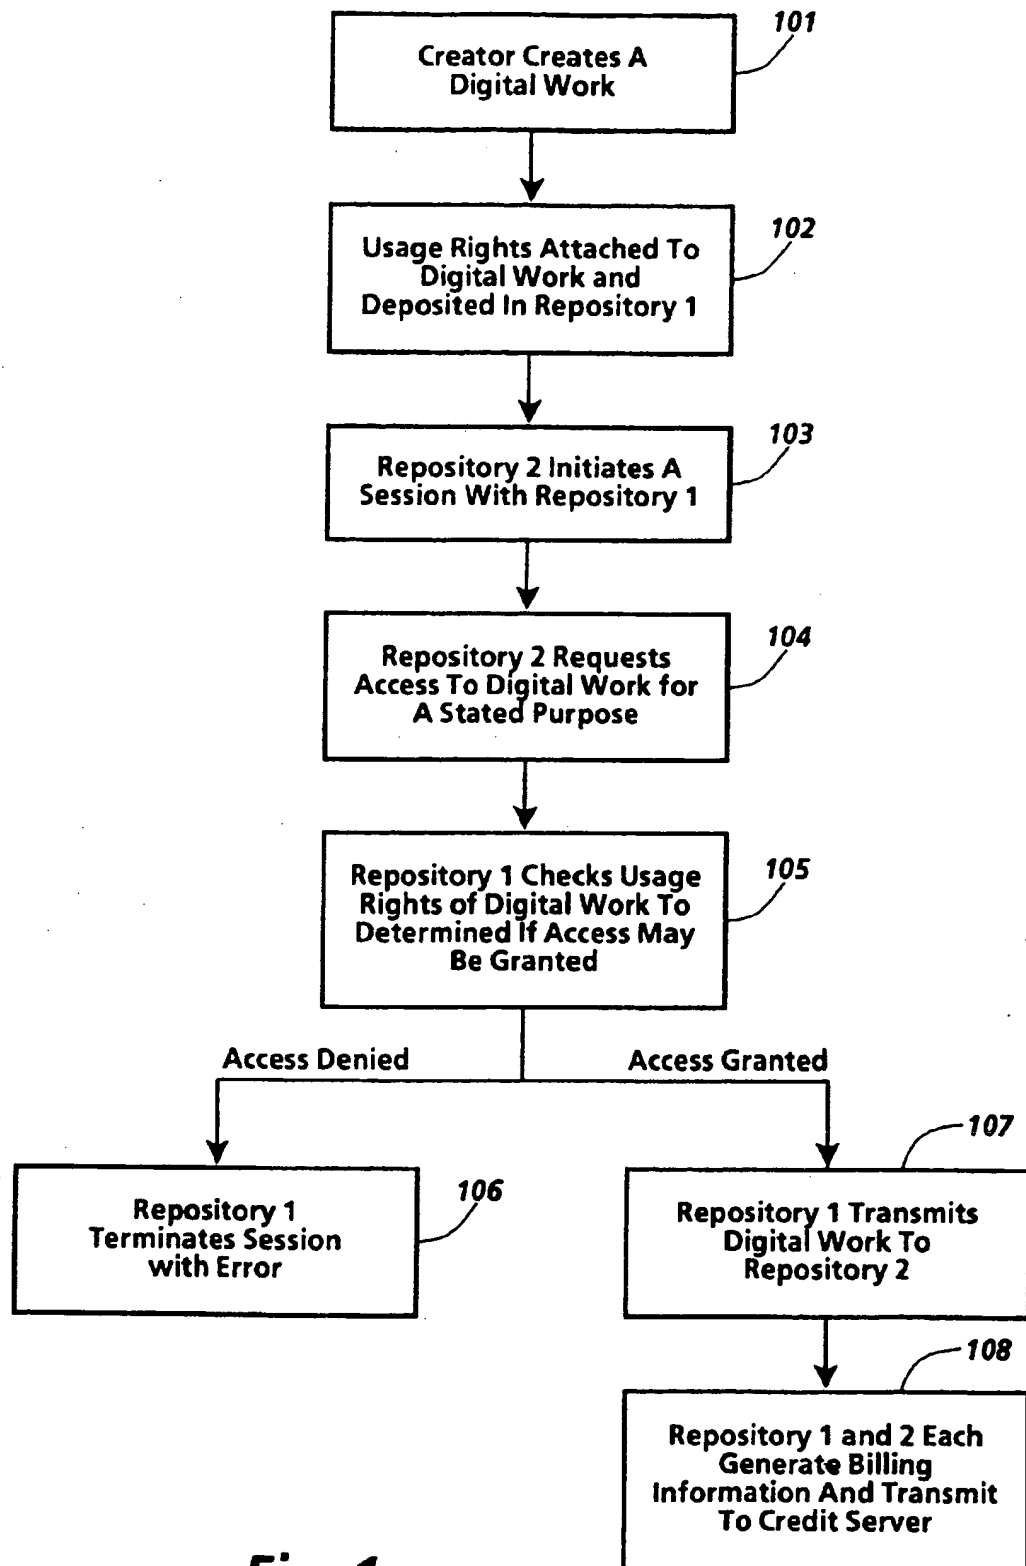 101
Creator Creates A
Digital Work
102
Usage Rights Attached To
Digital Work and
Deposited In Repository 1
103
Repository 2 Initiates A
Session With Repository 1
104
Repository 2 Requests
Access To Digital Work for
A Stated Purpose
105
Repository 1 Checks Usage
Rights of Digital Work To
Determined If Access May
Be Granted
Access Denied
Access Granted
106
Repository 1
Terminates Session
with Error
107
Repository 1 Transmits
Digital Work To
Repository 2
108
Repository 1 and 2 Each
Generate Billing
Information And Transmit
To Credit Server